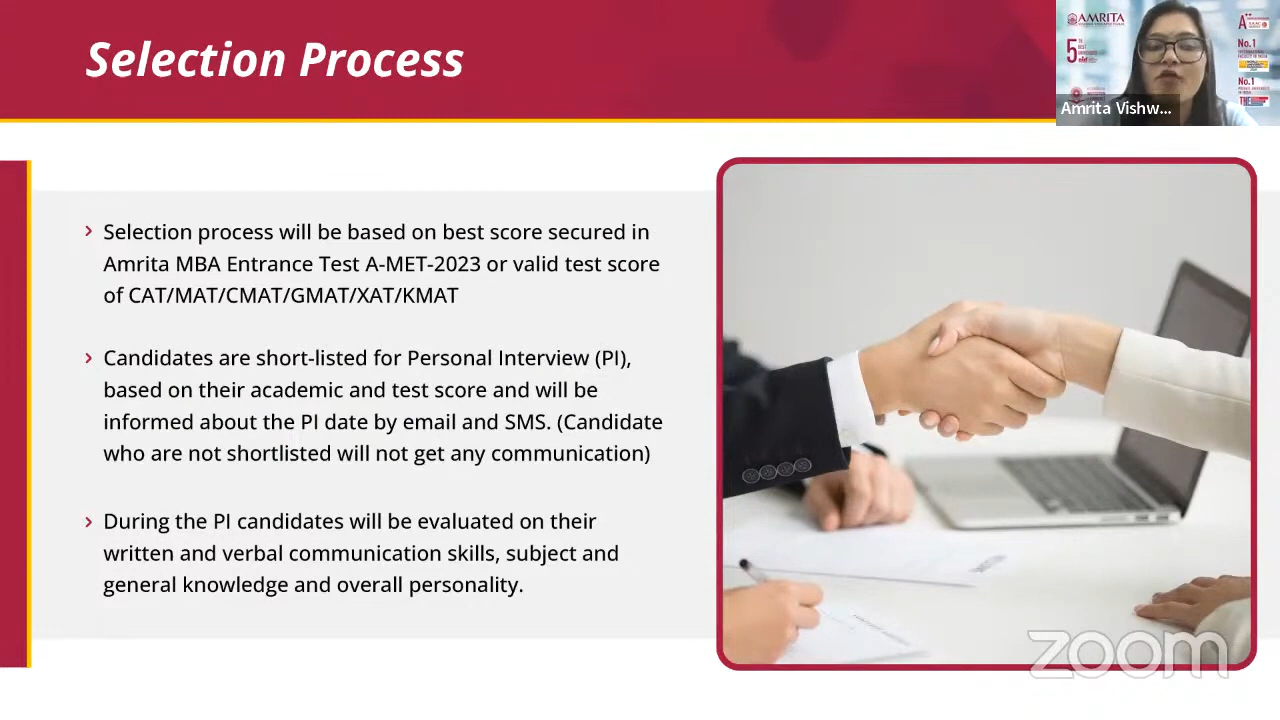 Selection Process
AMRITA
5
TH
A++
No.1
No.1
THE
Amrita Vishw...
› Selection process will be based on best score secured in
Amrita MBA Entrance Test A-MET-2023 or valid test score
of CAT/MAT/CMAT/GMAT/XAT/KMAT
› Candidates are short-listed for Personal Interview (PI),
based on their academic and test score and will be
informed about the PI date by email and SMS. (Candidate
who are not shortlisted will not get any communication)
› During the PI candidates will be evaluated on their
written and verbal communication skills, subject and
general knowledge and overall personality.
zoom